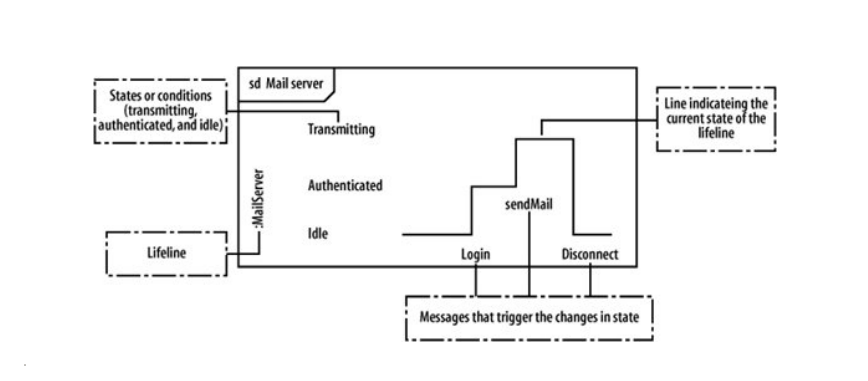 sd Mail server
States or conditions
(transmitting,
authenticated, and idle)
Line indicateing the
current state of the
lifeline
Transmitting
Authenticated
:MailServer
sendMail
Idle
Lifeline
Login
Disconnect
Messages that trigger the changes in state